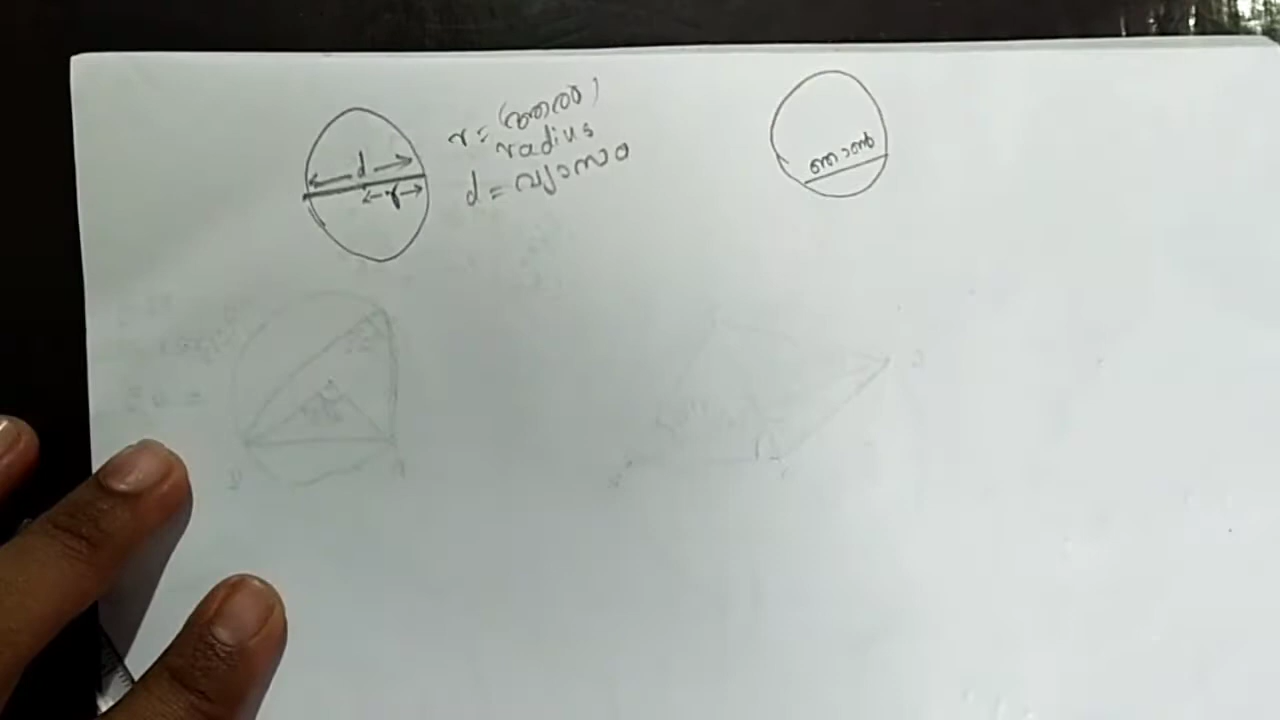 d
r
r = (ആരം)
radius
d = വ്യാസം
ഞാൺ